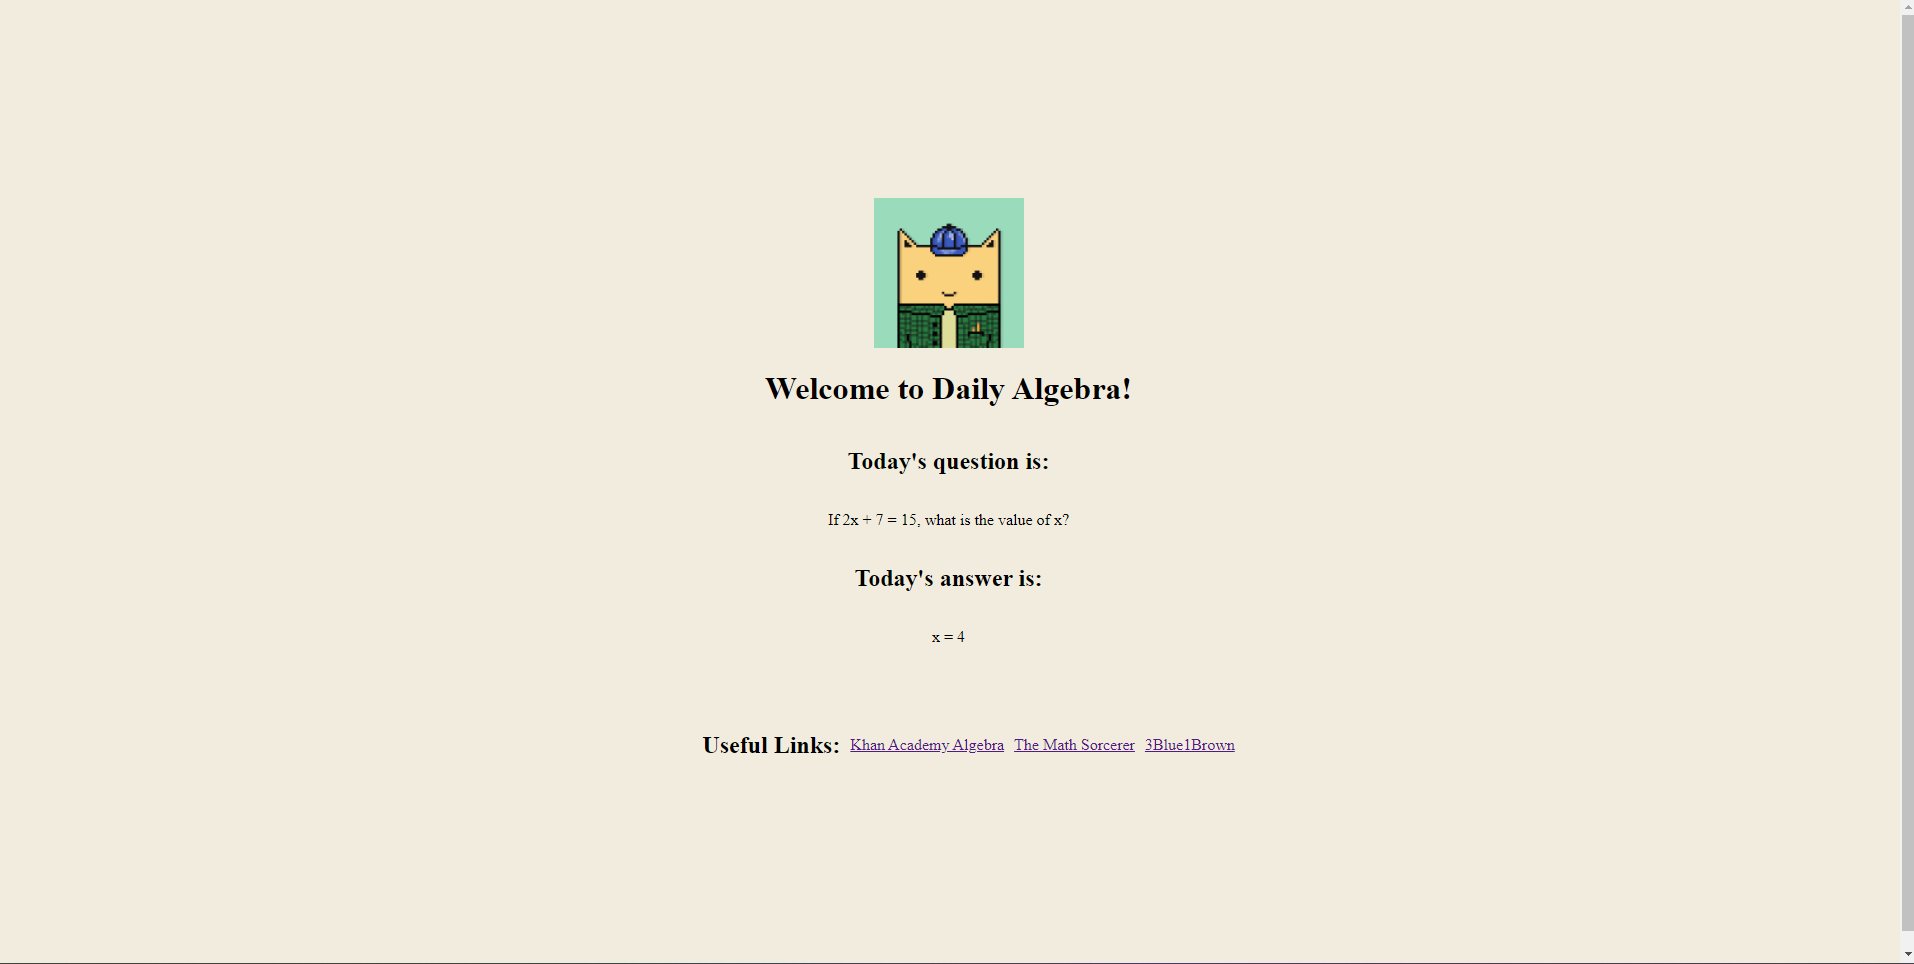 Welcome to Daily Algebra!
Today's question is:
If 2x + 7 = 15, what is the value of x?
Today's answer is:
x = 4
Useful Links: Khan Academy Algebra The Math Sorcerer 3Blue1Brown